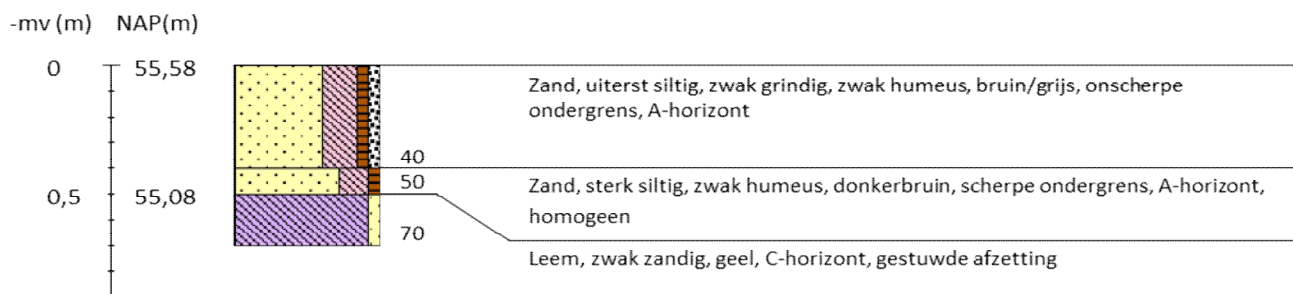 -mv (m) NAP(m)
0 55,58
Zand, uiterst siltig, zwak grindig, zwak humeus, bruin/grijs, onscherpe
ondergrens, A-horizont
40
50
Zand, sterk siltig, zwak humeus, donkerbruin, scherpe ondergrens, A-horizont,
0,5 55,08
homogeen
70
Leem, zwak zandig, geel, C-horizont, gestuwde afzetting